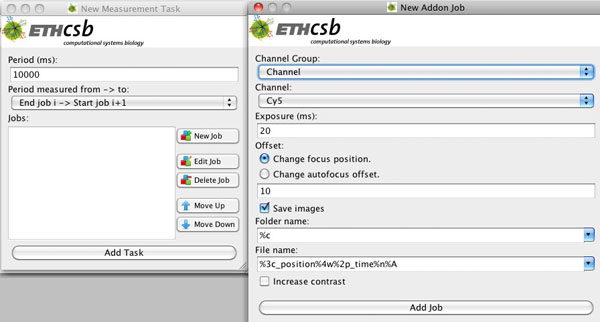 New Measurement Task
ETHcsb
computational systems biology
Period (ms):
10000
Period measured from -> to:
End job i -> Start job i+1
Jobs:
New Job
Edit Job
Delete Job
Move Up
Move Down
Add Task
New Addon Job
ETHcsb
computational systems biology
Channel Group:
Channel
Channel:
Cy5
Exposure (ms):
20
Offset:
Change focus position.
Change autofocus offset.
10
Save images
Folder name:
%c
File name:
%3c_position%4w%2p_time%n%A
Increase contrast
Add Job